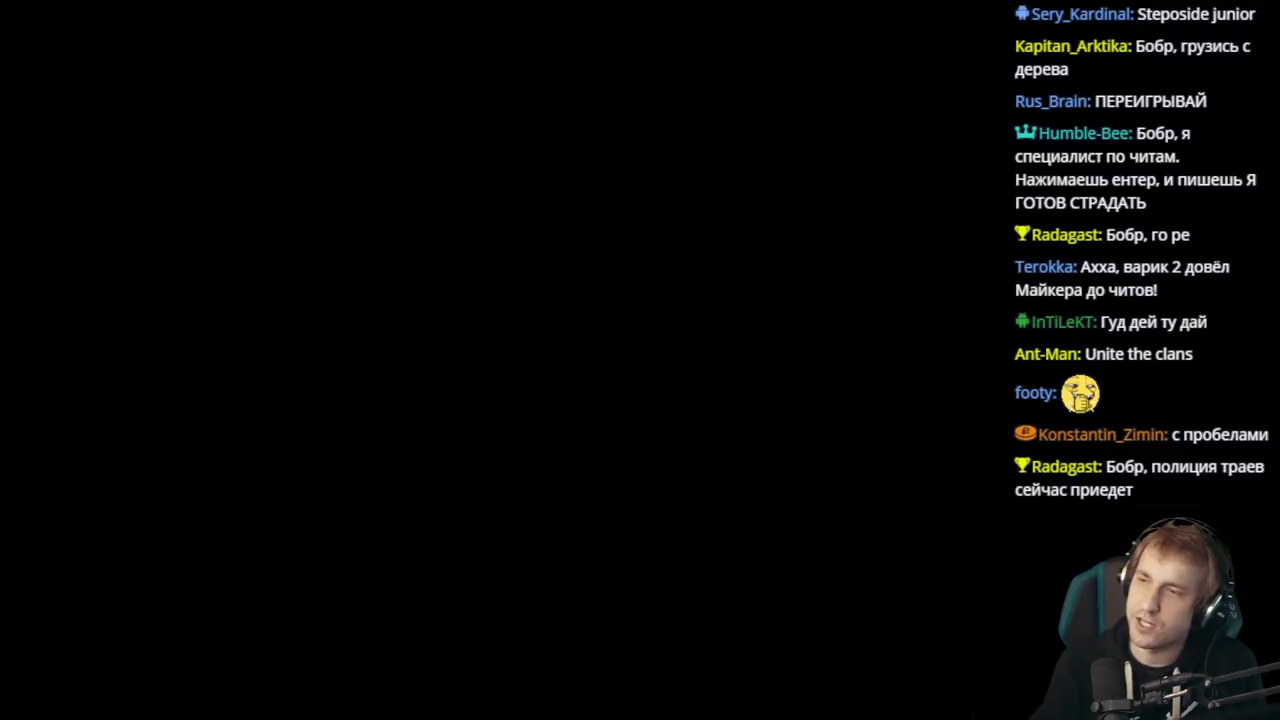 Sery_Kardinal: Steposide junior
Kapitan_Arktika: Бобр, грузись с
дерева
Rus_Brain: ПЕРЕИГРЫВАЙ
Humble-Bee: Бобр, я
специалист по читам.
Нажимаешь ентер, и пишешь Я
ГОТОВ СТРАДАТЬ
Radagast: Бобр, го ре
Terokka: Ахха, варик 2 довёл
Майкера до читов!
InTiLeKT: Гуд дей ту дай
Ant-Man: Unite the clans
footy:
Konstantin_Zimin: с пробелами
Radagast: Бобр, полиция траев
сейчас приедет